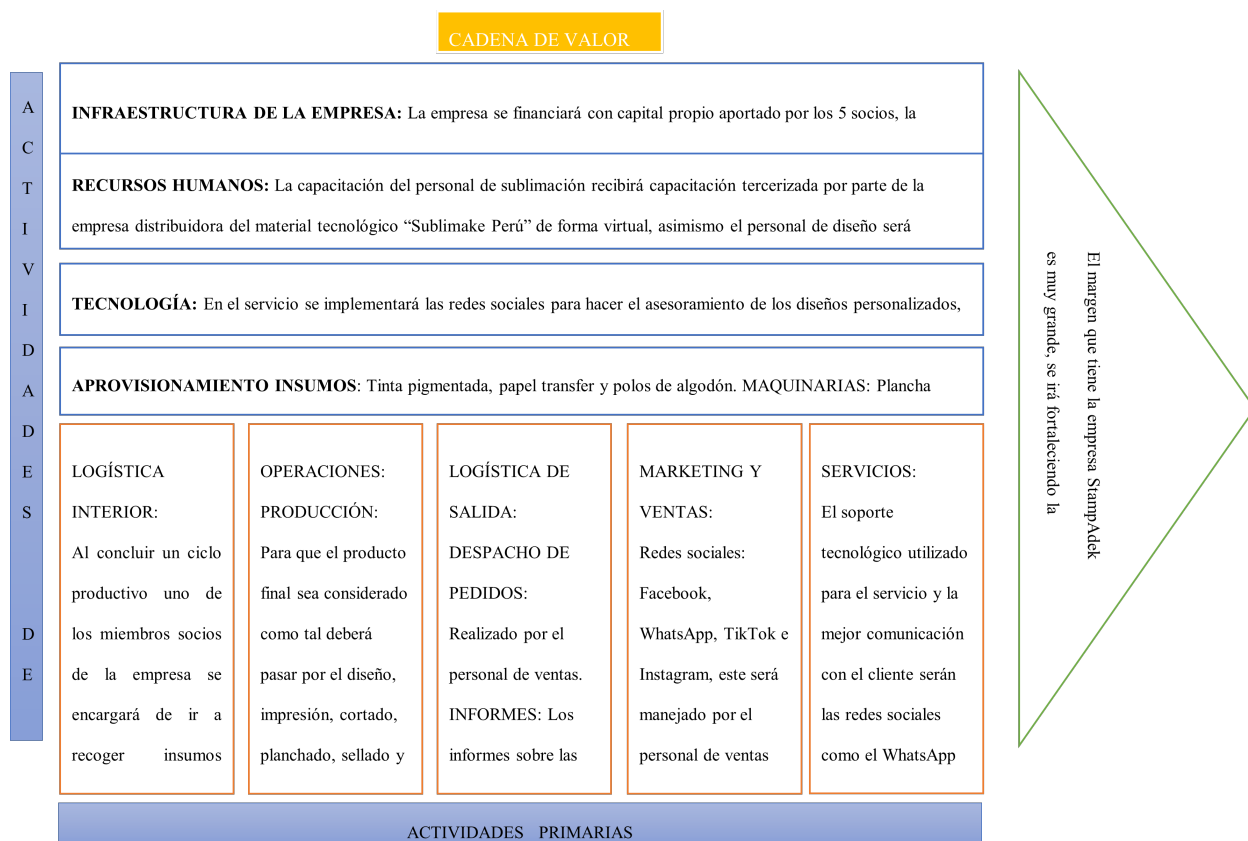 CADENA DE VALOR
ACTIVIDADES DE
INFRAESTRUCTURA DE LA EMPRESA: La empresa se financiará con capital propio aportado por los 5 socios, la
RECURSOS HUMANOS: La capacitación del personal de sublimación recibirá capacitación tercerizada por parte de la
empresa distribuidora del material tecnológico “Sublimake Perú” de forma virtual, asimismo el personal de diseño será
TECNOLOGÍA: En el servicio se implementará las redes sociales para hacer el asesoramiento de los diseños personalizados,
APROVISIONAMIENTO INSUMOS: Tinta pigmentada, papel transfer y polos de algodón. MAQUINARIAS: Plancha
LOGÍSTICA
INTERIOR:
Al concluir un ciclo
productivo uno de
los miembros socios
de la empresa se
encargará de ir a
recoger insumos
OPERACIONES:
PRODUCCIÓN:
Para que el producto
final sea considerado
como tal deberá
pasar por el diseño,
impresión, cortado,
planchado, sellado y
LOGÍSTICA DE
SALIDA:
DESPACHO DE
PEDIDOS:
Realizado por el
personal de ventas.
INFORMES: Los
informes sobre las
MARKETING Y
VENTAS:
Redes sociales:
Facebook,
WhatsApp, TikTok e
Instagram, este será
manejado por el
personal de ventas
SERVICIOS:
El soporte
tecnológico utilizado
para el servicio y la
mejor comunicación
con el cliente serán
las redes sociales
como el WhatsApp
El margen que tiene la empresa StampAdek
es muy grande, se irá fortaleciendo la
ACTIVIDADES PRIMARIAS